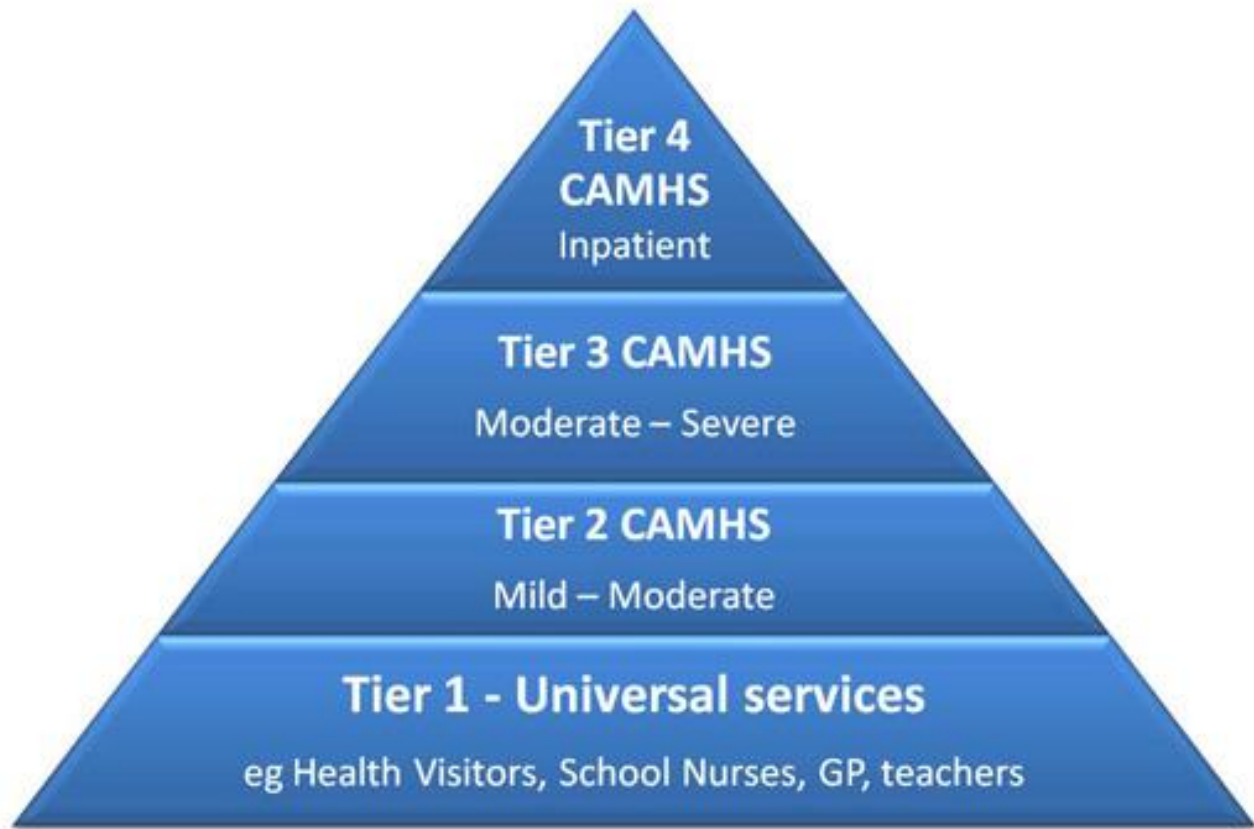 Tier 4
CAMHS
Inpatient
Tier 3 CAMHS
Moderate – Severe
Tier 2 CAMHS
Mild – Moderate
Tier 1 - Universal services
eg Health Visitors, School Nurses, GP, teachers